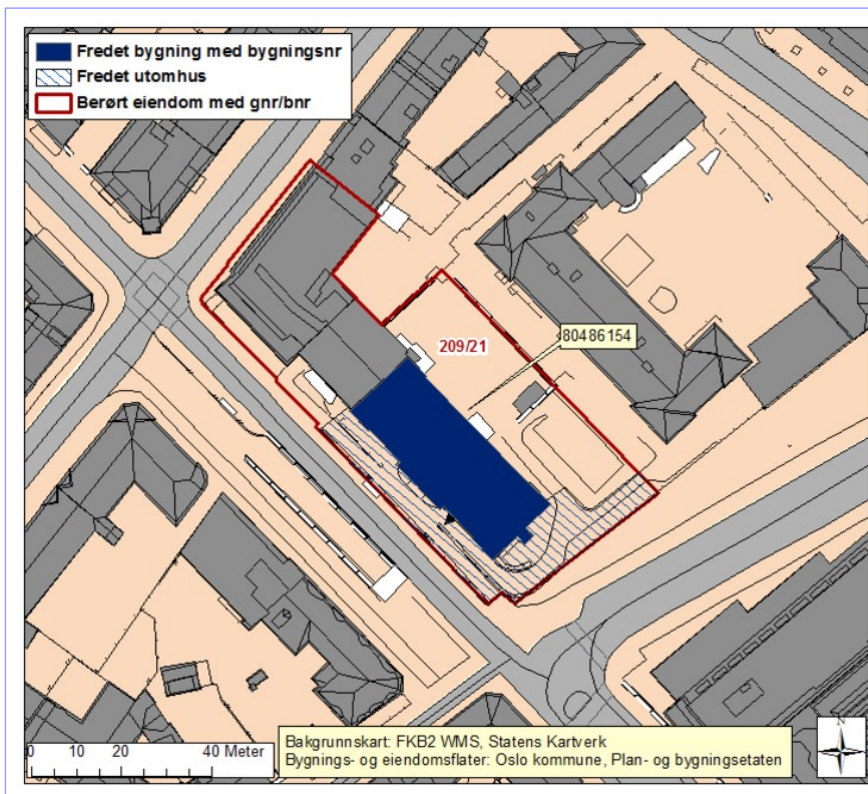 Fredet bygning med bygningsnr
Fredet utomhus
Berørt eiendom med gnr/bnr
80486154
209/21
0 10 20 40 Meter
Bakgrunnskart: FKB2 WMS, Statens Kartverk
Bygnings- og eiendomsflater: Oslo kommune, Plan- og bygningsetaten